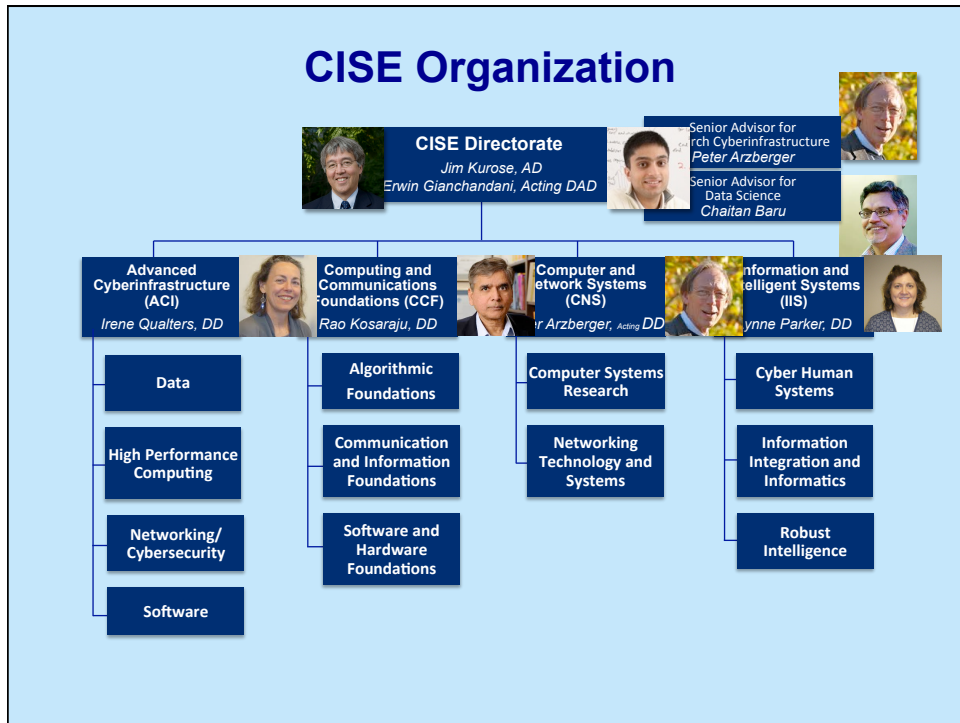 CISE Organization
CISE Directorate
Jim Kurose, AD
Erwin Gianchandani, Acting DAD
Senior Advisor for
rch Cyberinfrastructure
Peter Arzberger
Senior Advisor for
Data Science
Chaitan Baru
Advanced
Cyberinfrastructure
(ACI)
Irene Qualters, DD
Computing and
Communications
Foundations (CCF)
Rao Kosaraju, DD
Computer and
etwork Systems
(CNS)
er Arzberger, Acting DD
Information and
telligent Systems
(IIS)
ynne Parker, DD
Data
High Performance
Computing
Networking/
Cybersecurity
Software
Algorithmic
Foundations
Communication
and Information
Foundations
Software and
Hardware
Foundations
Computer Systems
Research
Networking
Technology and
Systems
Cyber Human
Systems
Information
Integration and
Informatics
Robust
Intelligence